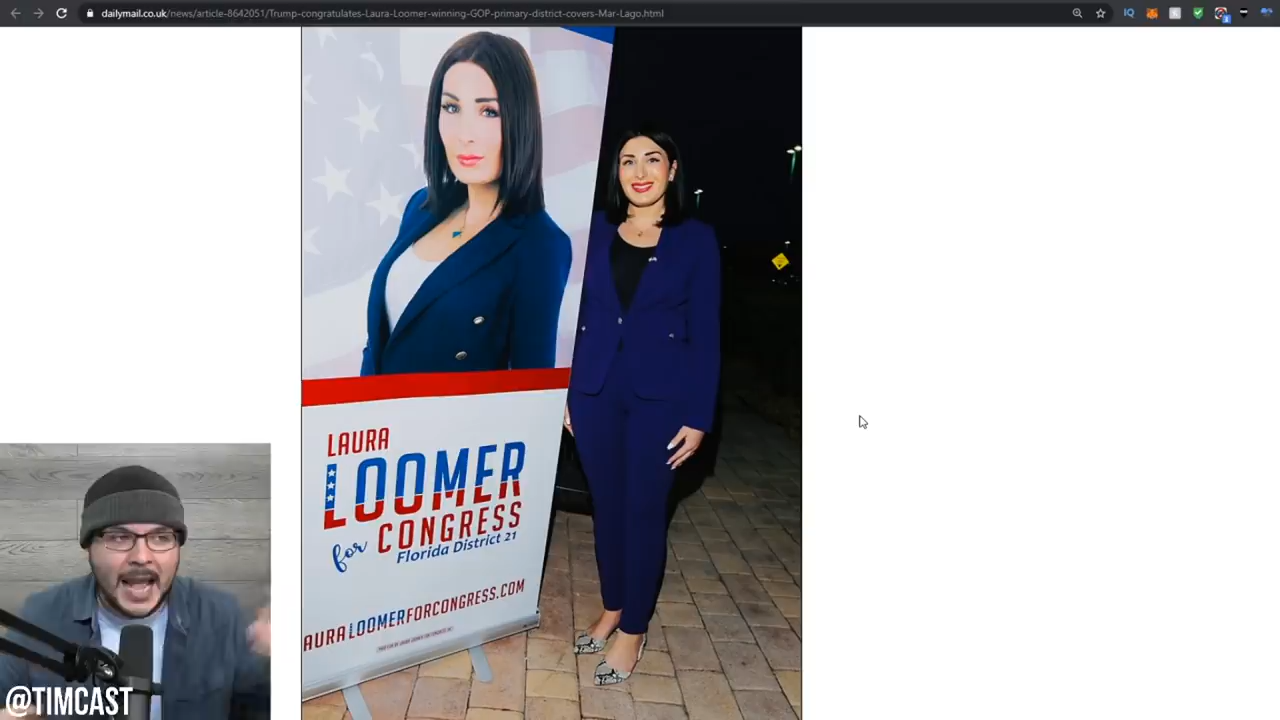 dailymail.co.uk/news/article-8642051/Trump-congratulates-Laura-Loomer-winning-GOP-primary-district-covers-Mar-Lago.html
LAURA
LOOMER
for CONGRESS
Florida District 21
AURALOOMERFORCONGRESS.COM
@TIMCAST